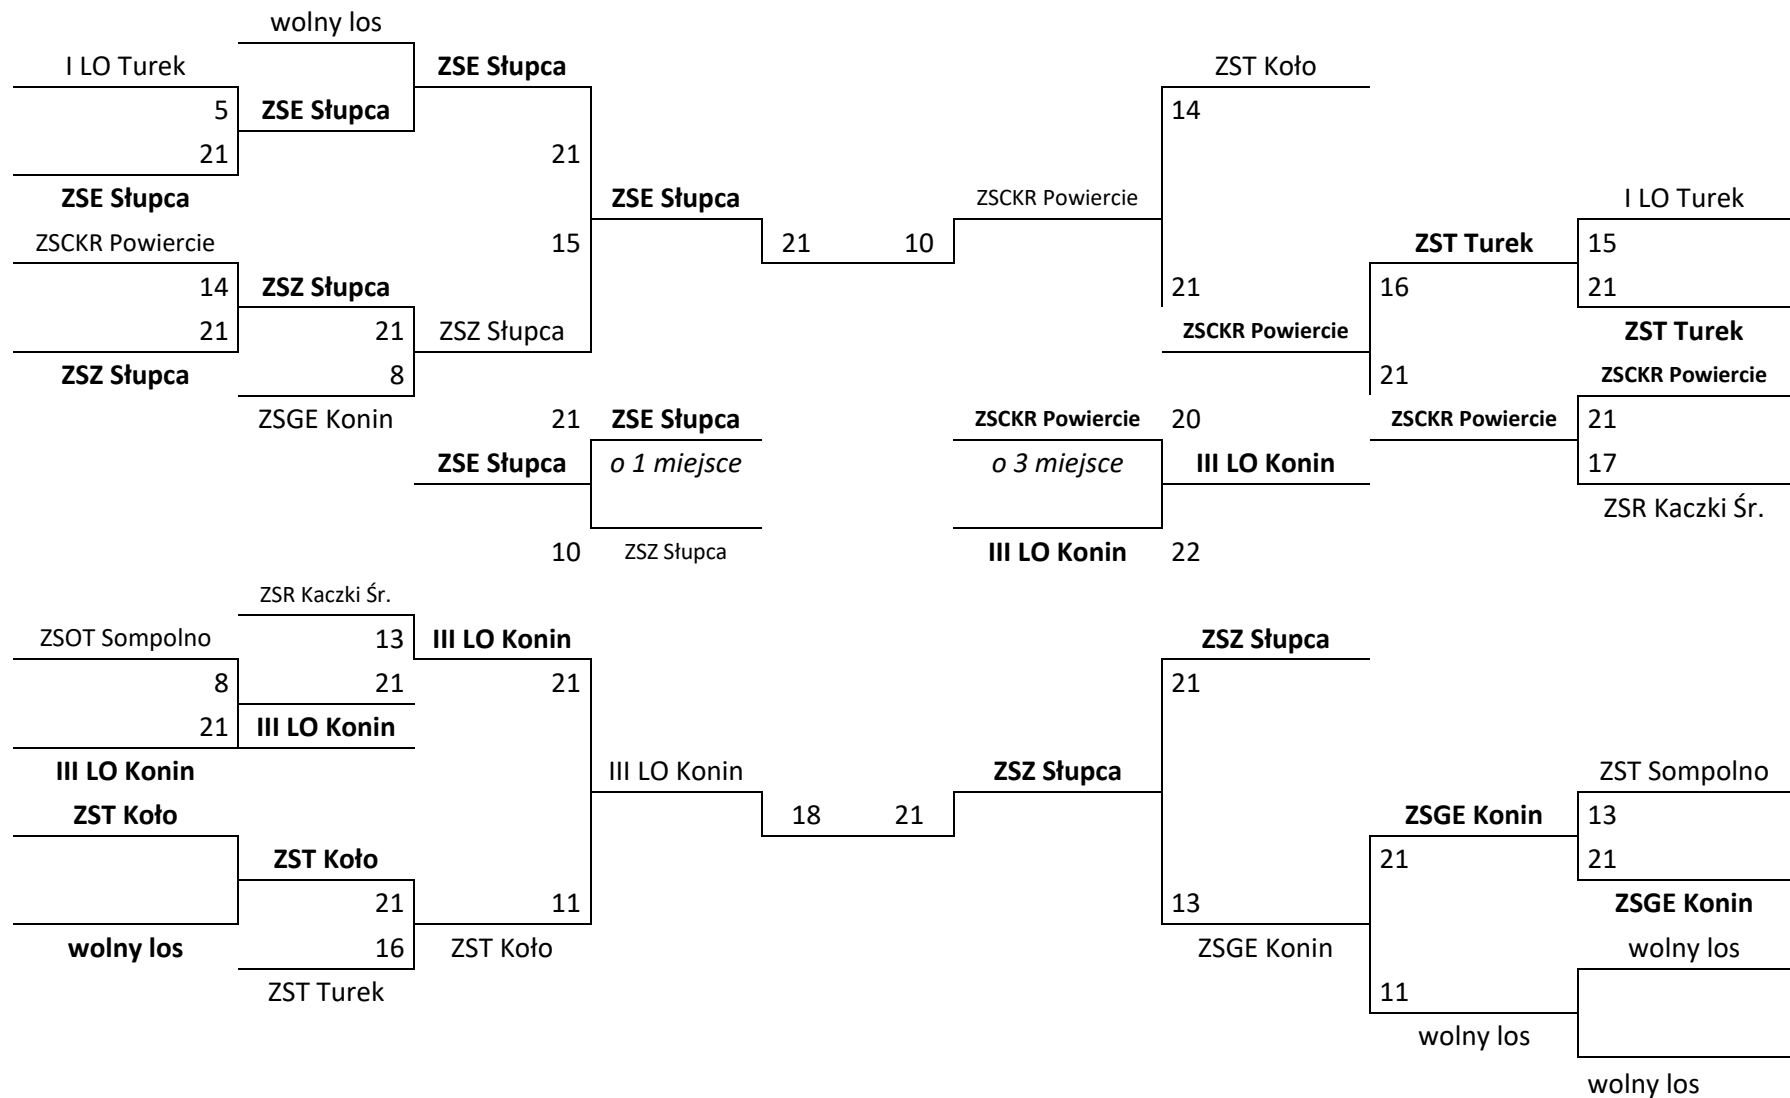 wolny los
I LO Turek ZSE Słupca ZST Koło
5 ZSE Słupca 14
21 21
ZSE Słupca ZSE Słupca ZSCKR Powiercie I LO Turek
ZSCKR Powiercie 15 21 10 ZST Turek 15
14 ZSZ Słupca 21 16 21
21 21 ZSZ Słupca ZSCKR Powiercie ZST Turek
ZSZ Słupca 8 21 ZSCKR Powiercie
ZSGE Konin 21 ZSE Słupca ZSCKR Powiercie 20 ZSCKR Powiercie 21
ZSE Słupca o 1 miejsce o 3 miejsce III LO Konin 17
ZSR Kaczki Śr.
10 ZSZ Słupca III LO Konin 22
ZSR Kaczki Śr.
ZSOT Sompolno 13 III LO Konin ZSZ Słupca
8 21 21 21
21 III LO Konin
III LO Konin III LO Konin ZSZ Słupca ZST Sompolno
ZST Koło 18 21 ZSGE Konin 13
ZST Koło 21 21
21 11 13 ZSGE Konin
wolny los 16 ZST Koło ZSGE Konin wolny los
ZST Turek 11
wolny los
wolny los